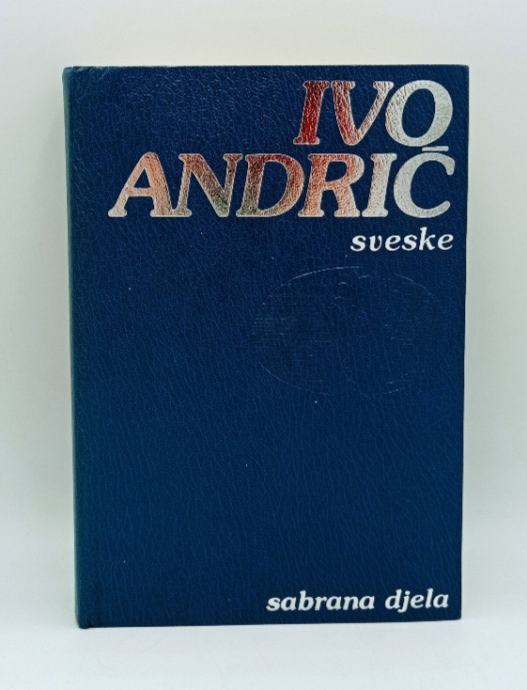 IVO
ANDRIĆ
sveske
sabrana djela